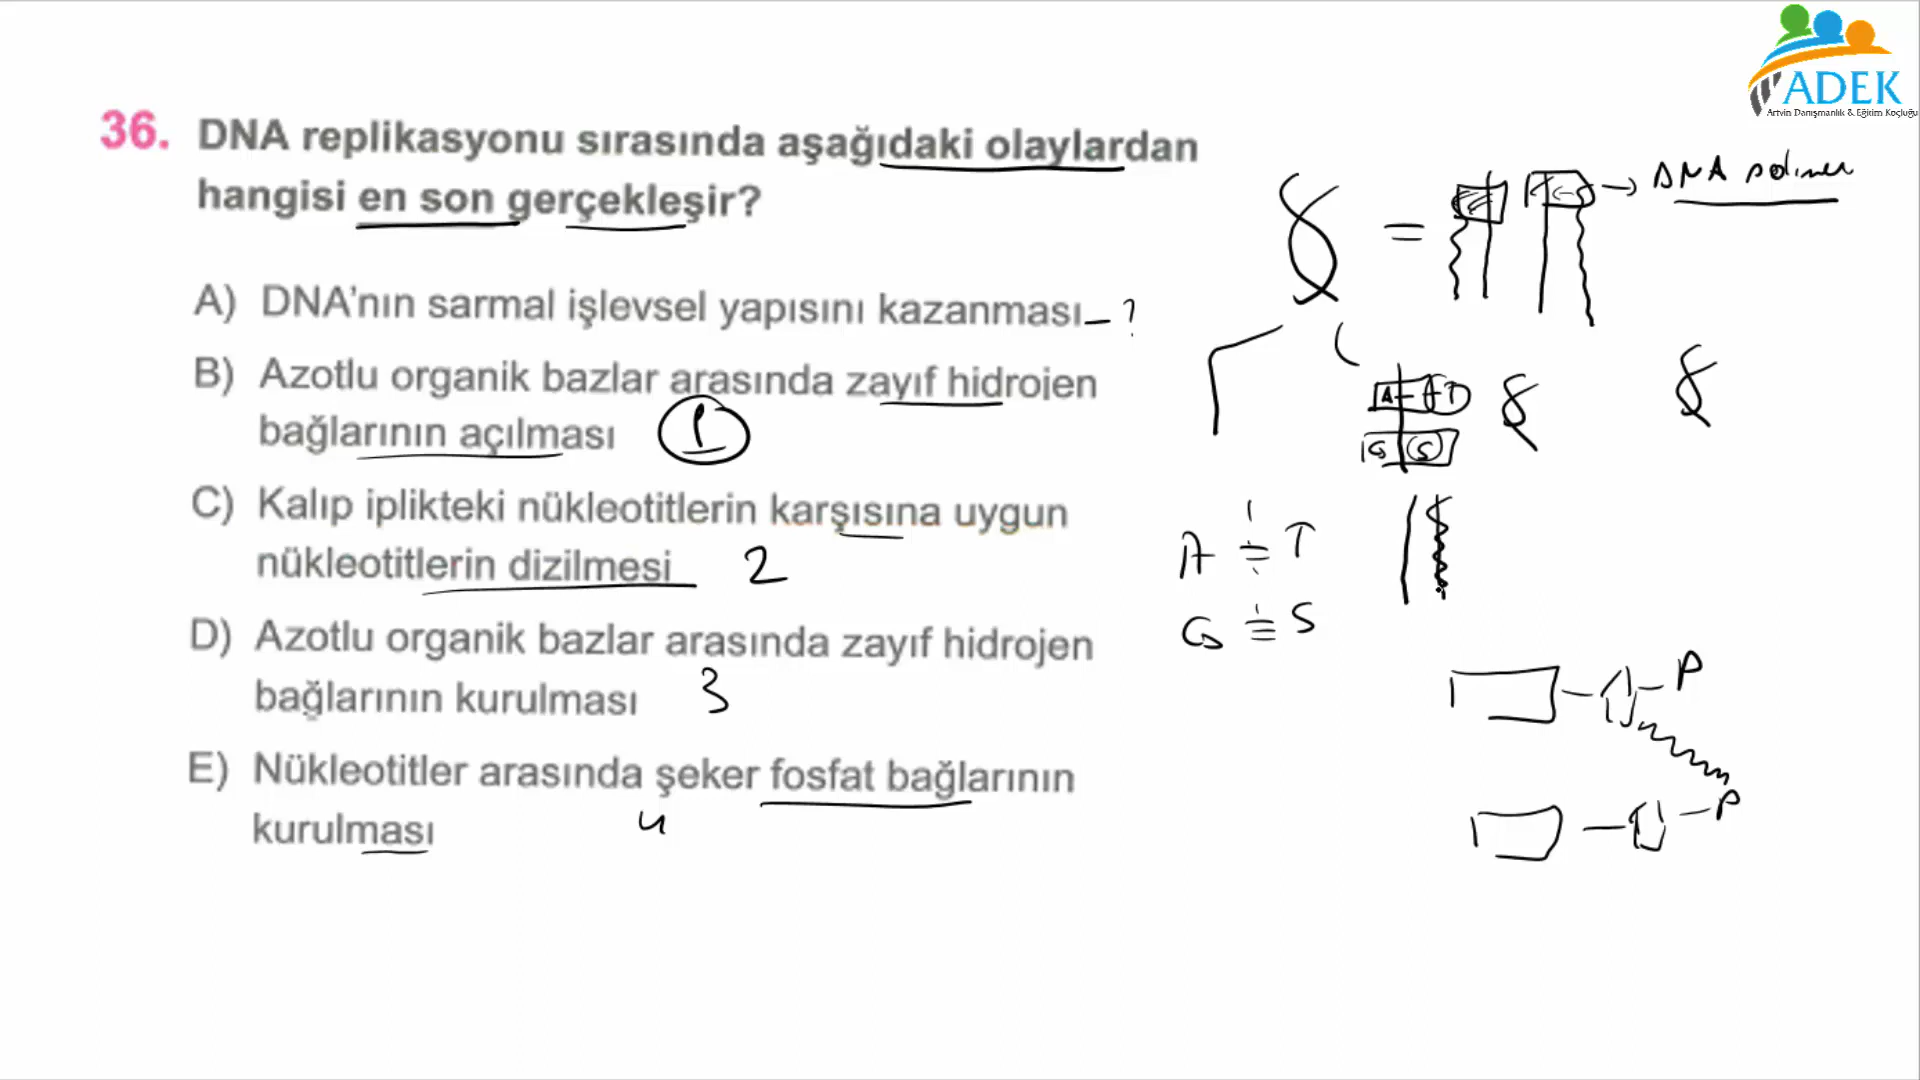 ADEK
Artvin Danışmanlık & Eğitim Koçluğu
36. DNA replikasyonu sırasında aşağıdaki olaylardan
hangisi en son gerçekleşir?
A) DNA'nın sarmal işlevsel yapısını kazanması - ?
B) Azotlu organik bazlar arasında zayıf hidrojen
bağlarının açılması 1
C) Kalıp iplikteki nükleotitlerin karşısına uygun
nükleotitlerin dizilmesi 2
D) Azotlu organik bazlar arasında zayıf hidrojen
bağlarının kurulması 3
E) Nükleotitler arasında şeker fosfat bağlarının
kurulması 4
= → DNA
A T
G S
A = T
G ≡ S
P
P